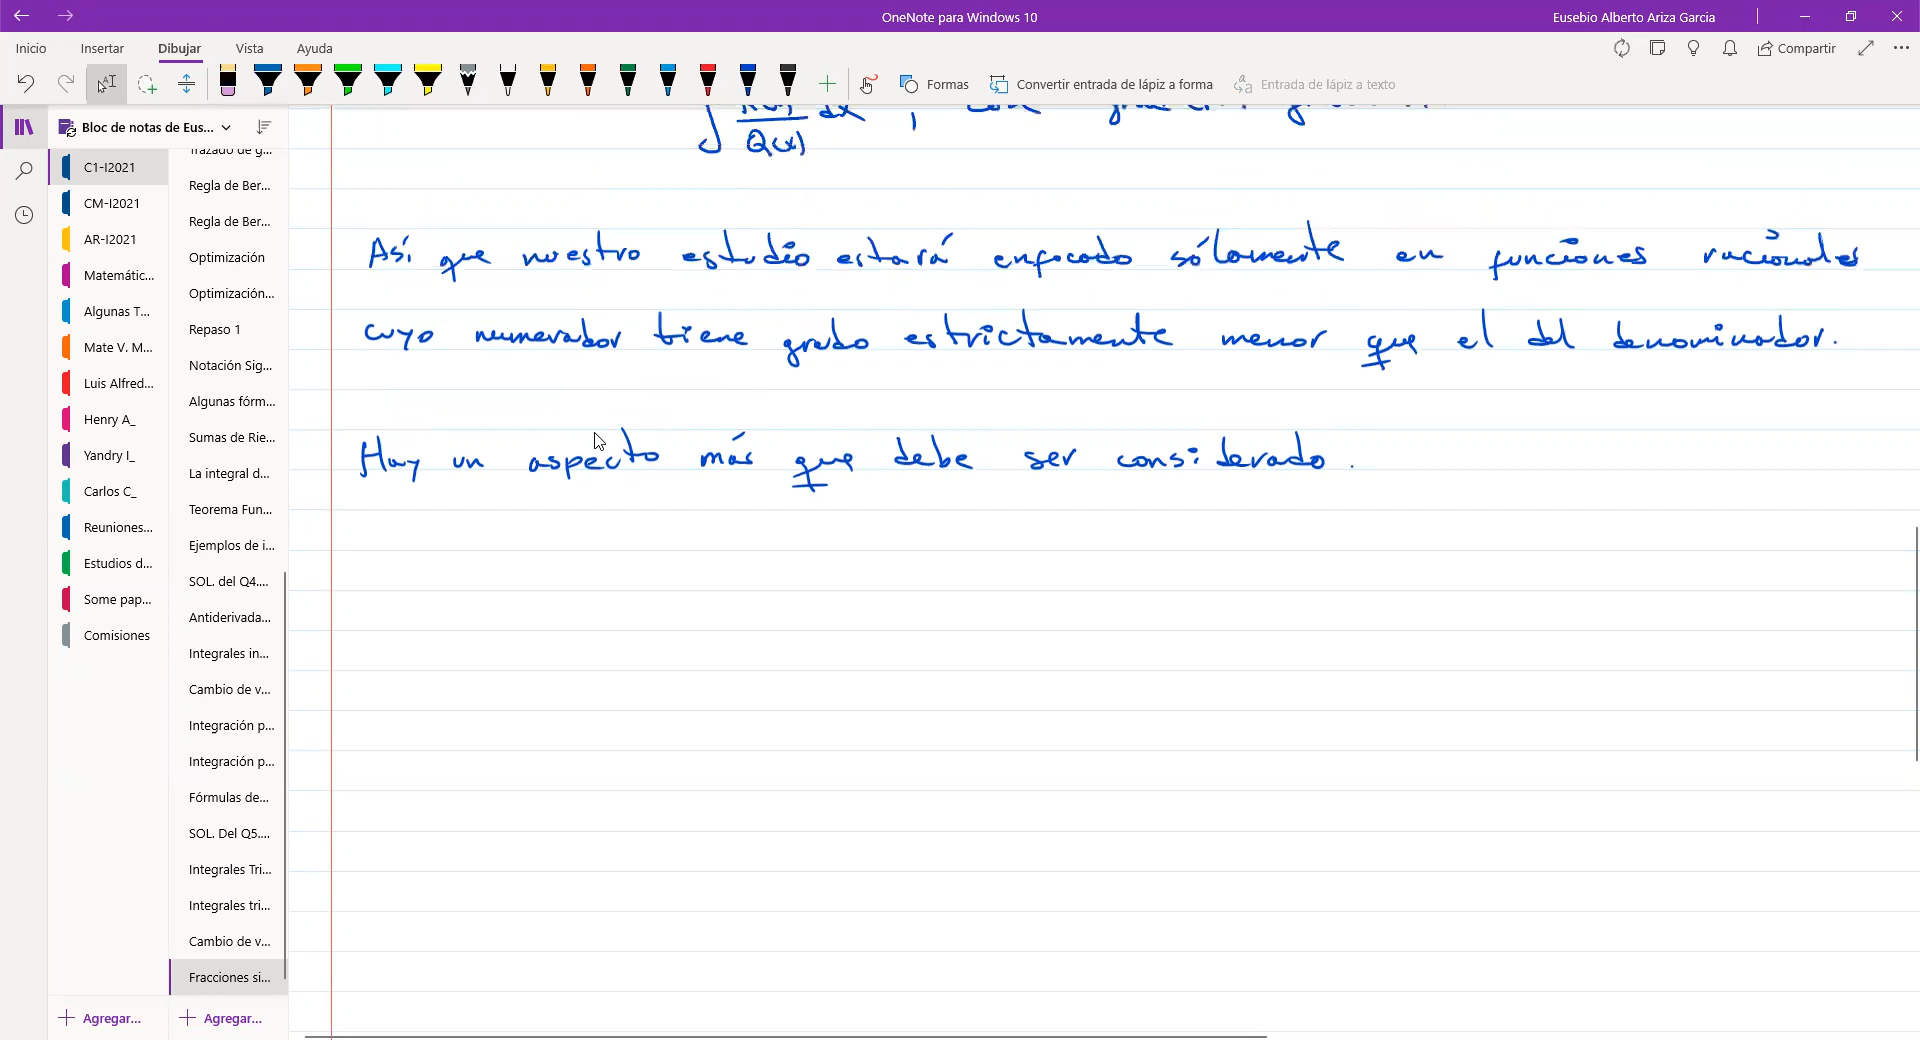 OneNote para Windows 10
Eusebio Alberto Ariza Garcia
Inicio Insertar Dibujar Vista Ayuda
Compartir
Formas
Convertir entrada de lápiz a forma
Entrada de lápiz a texto
Bloc de notas de Eus...
C1-I2021
CM-I2021
AR-I2021
Matemátic...
Algunas T...
Mate V. M...
Luis Alfred...
Henry A_
Yandry I_
Carlos C_
Reuniones...
Estudios d...
Some pap...
Comisiones
Agregar...
Trazado de g...
Regla de Ber...
Regla de Ber...
Optimización
Optimización...
Repaso 1
Notación Sig...
Algunas fórm...
Sumas de Rie...
La integral d...
Teorema Fun...
Ejemplos de i...
SOL. del Q4....
Antiderivada...
Integrales in...
Cambio de v...
Integración p...
Integración p...
Fórmulas de...
SOL. Del Q5....
Integrales Tri...
Integrales tri...
Cambio de v...
Fracciones si...
Agregar...
Q(x)
Así que nuestro estudio estará enfocado sólamente en funciones racionales
cuyo numerador tiene grado estrictamente menor que el del denominador.
Hay un aspecto más que debe ser considerado.